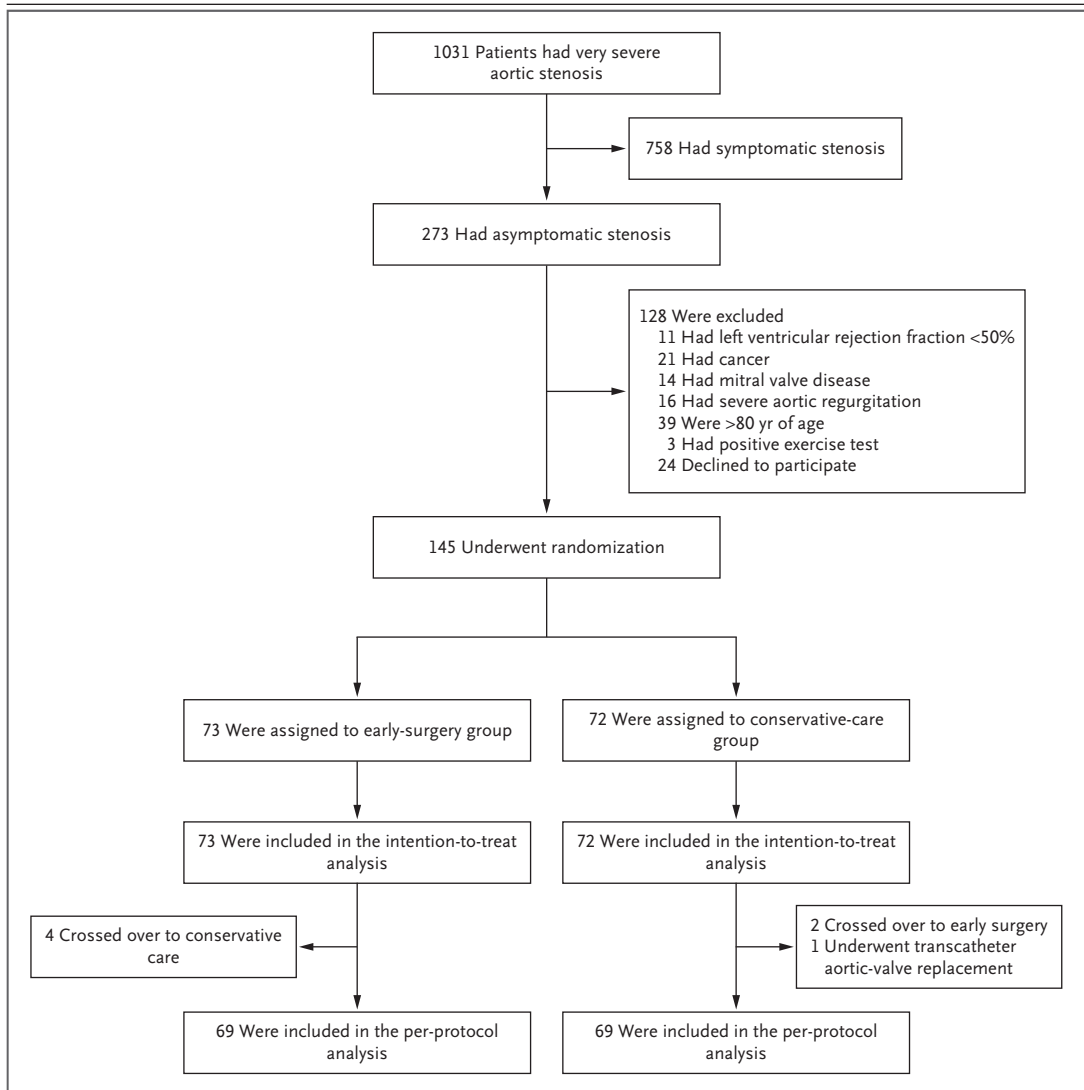 1031 Patients had very severe
aortic stenosis
758 Had symptomatic stenosis
273 Had asymptomatic stenosis
128 Were excluded
11 Had left ventricular rejection fraction <50%
21 Had cancer
14 Had mitral valve disease
16 Had severe aortic regurgitation
39 Were >80 yr of age
3 Had positive exercise test
24 Declined to participate
145 Underwent randomization
73 Were assigned to early-surgery group
72 Were assigned to conservative-care
group
73 Were included in the intention-to-treat
analysis
72 Were included in the intention-to-treat
analysis
4 Crossed over to conservative
care
2 Crossed over to early surgery
1 Underwent transcatheter
aortic-valve replacement
69 Were included in the per-protocol
analysis
69 Were included in the per-protocol
analysis